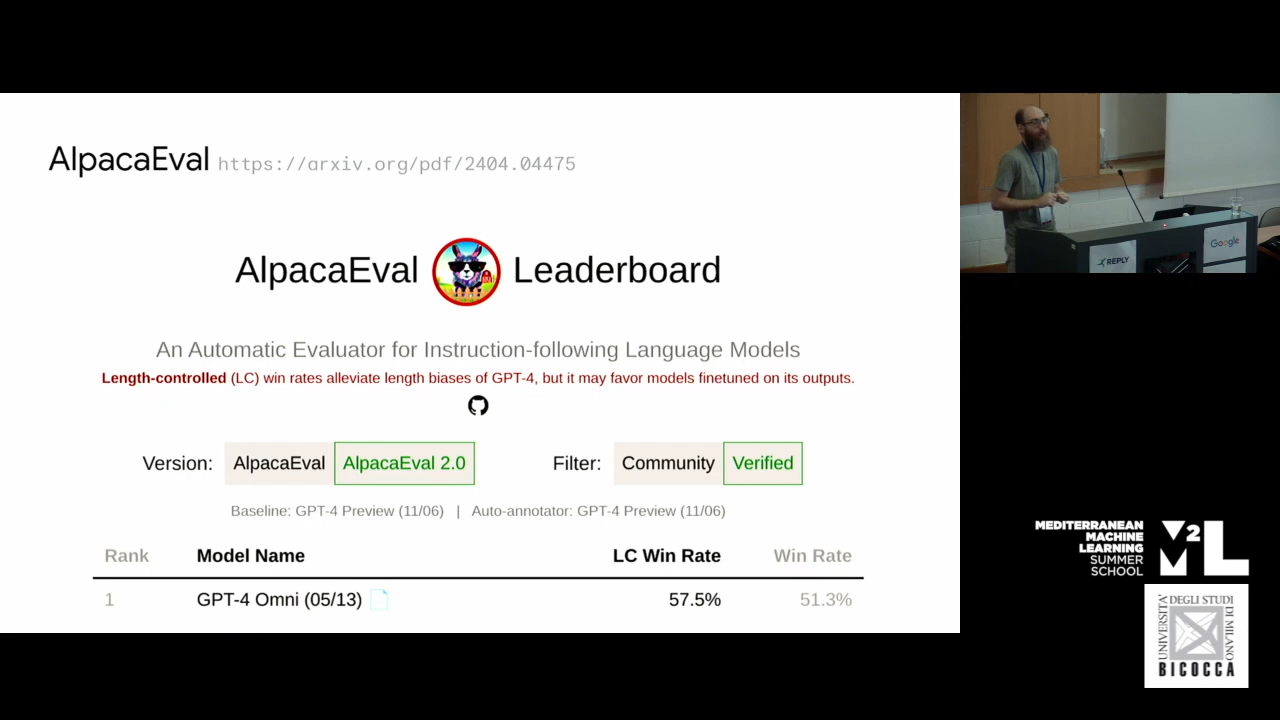 AlpacaEval https://arxiv.org/pdf/2404.04475
AlpacaEval Leaderboard
An Automatic Evaluator for Instruction-following Language Models
Length-controlled (LC) win rates alleviate length biases of GPT-4, but it may favor models finetuned on its outputs.
Version: AlpacaEval AlpacaEval 2.0 Filter: Community Verified
Baseline: GPT-4 Preview (11/06) | Auto-annotator: GPT-4 Preview (11/06)
Rank Model Name LC Win Rate Win Rate
1 GPT-4 Omni (05/13) 57.5% 51.3%
REPLY
Google
MEDITERRANEAN
MACHINE
LEARNING
SUMMER
SCHOOL
M2L
UNIVERSITA'
DEGLI STUDI
DI MILANO
BICOCCA